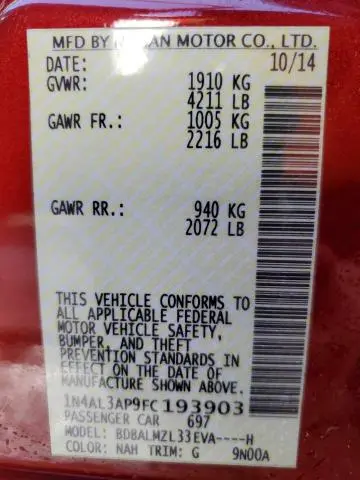 MFD BY NISSAN MOTOR CO., LTD.
DATE: 10/14
GVWR: 1910 KG
4211 LB
GAWR FR.: 1005 KG
2216 LB
GAWR RR.: 940 KG
2072 LB
THIS VEHICLE CONFORMS TO
ALL APPLICABLE FEDERAL
MOTOR VEHICLE SAFETY,
BUMPER, AND THEFT
PREVENTION STANDARDS IN
EFFECT ON THE DATE OF
MANUFACTURE SHOWN ABOVE.
1N4AL3AP9FC193903
PASSENGER CAR 697
MODEL: BDBALMZL33EVA----H
COLOR: NAH TRIM: G 9N00A